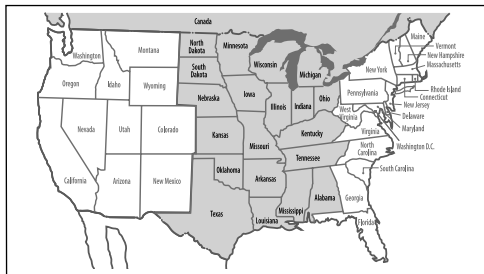 Canada
Maine
Vermont
New Hampshire
Massachusetts
Washington
Montana
North
Dakota
Minnesota
Oregon
Idaho
Wyoming
South
Dakota
Wisconsin
Michigan
New York
Rhode Island
Connecticut
New Jersey
Delaware
Maryland
Washington D.C.
Nebraska
Iowa
Illinois
Indiana
Ohio
Pennsylvania
West
Virginia
Virginia
Nevada
Utah
Colorado
Kansas
Missouri
Kentucky
North
Carolina
Tennessee
South Carolina
California
Arizona
New Mexico
Oklahoma
Arkansas
Mississippi
Alabama
Georgia
Texas
Louisiana
Florida